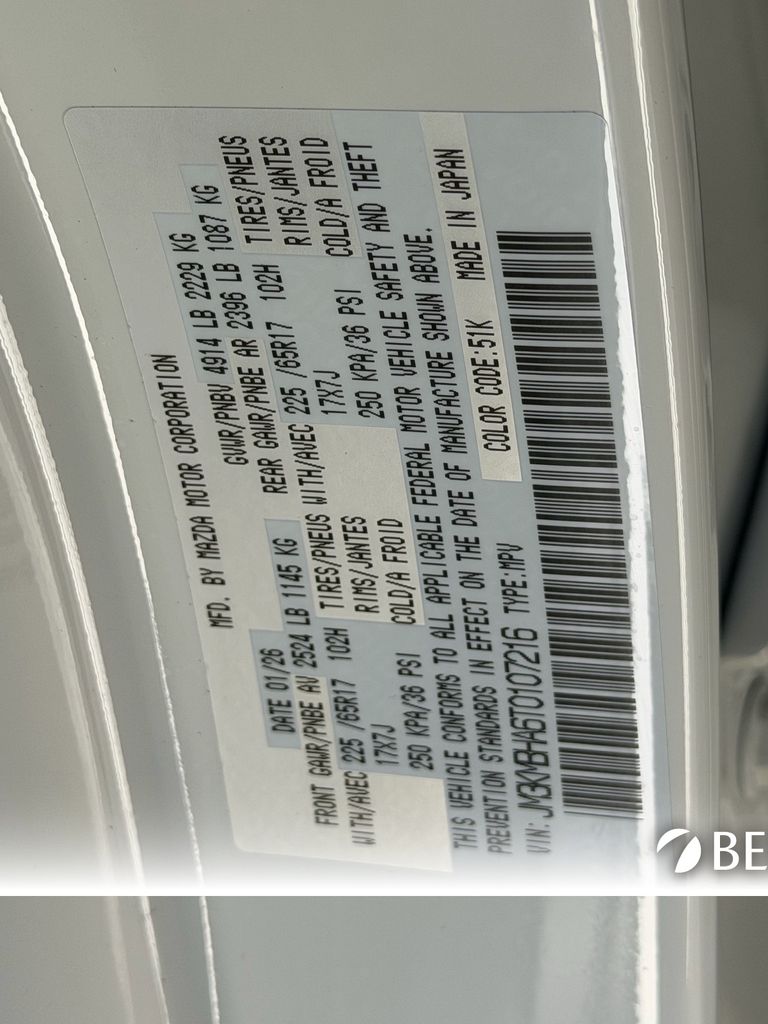 MFD. BY MAZDA MOTOR CORPORATION
DATE 01/26 GVWR/PNBV 4914 LB 2229 KG
FRONT GAWR/PNBE AV 2524 LB 1145 KG REAR GAWR/PNBE AR 2396 LB 1087 KG
WITH/AVEC 225 /65R17 102H TIRES/PNEUS WITH/AVEC 225 /65R17 102H TIRES/PNEUS
17X7J RIMS/JANTES 17X7J RIMS/JANTES
250 KPA/36 PSI COLD/A FROID 250 KPA/36 PSI COLD/A FROID
THIS VEHICLE CONFORMS TO ALL APPLICABLE FEDERAL MOTOR VEHICLE SAFETY AND THEFT
PREVENTION STANDARDS IN EFFECT ON THE DATE OF MANUFACTURE SHOWN ABOVE.
VIN: JM3KMBHA6T0107216 TYPE:MPV COLOR CODE:51K MADE IN JAPAN
BE